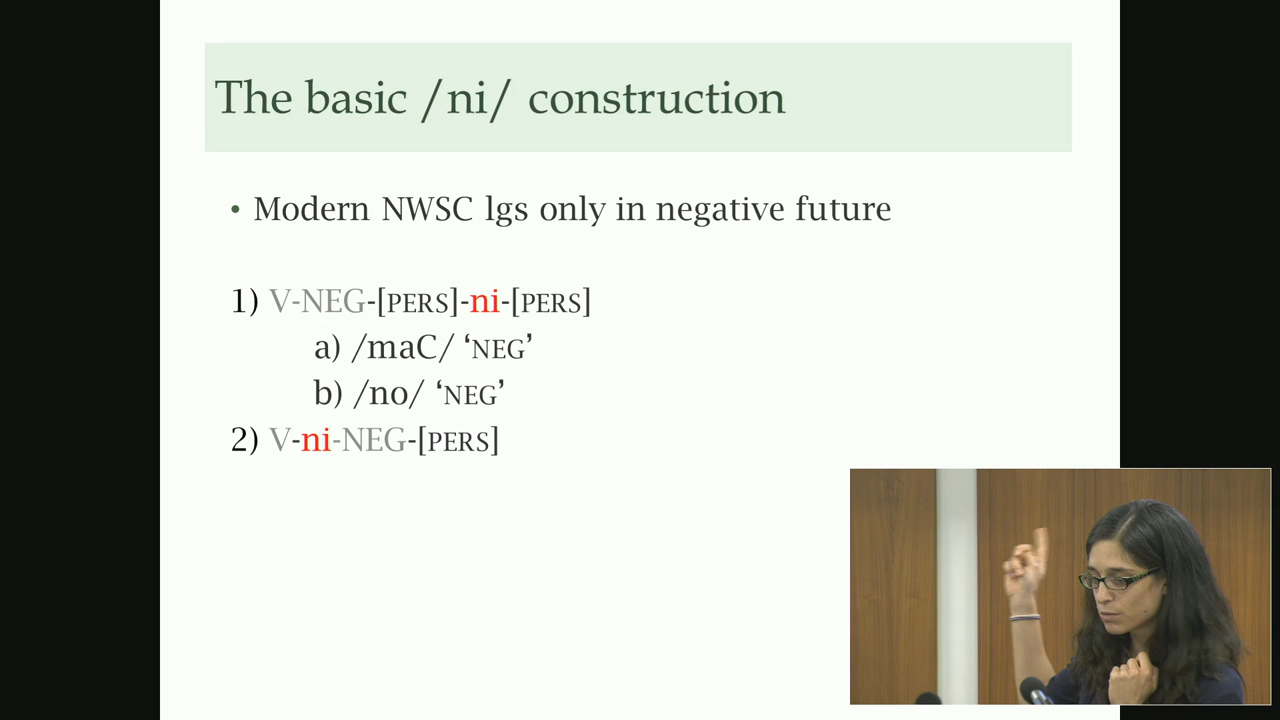 The basic /ni/ construction
• Modern NWSC lgs only in negative future
1) V-NEG-[PERS]-ni-[PERS]
a) /maC/ ‘NEG’
b) /no/ ‘NEG’
2) V-ni-NEG-[PERS]